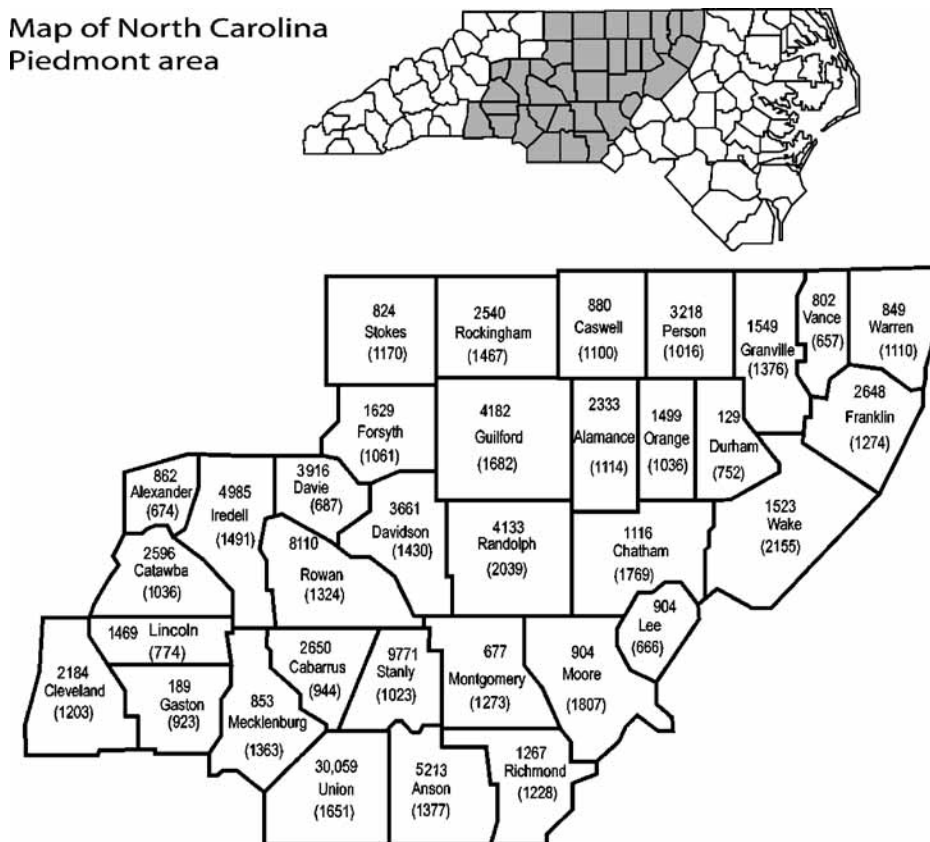 Map of North Carolina
Piedmont area
824
Stokes
(1170)
2540
Rockingham
(1467)
880
Caswell
(1100)
3218
Person
(1016)
1549
Granville
(1376)
802
Vance
(657)
849
Warren
(1110)
1629
Forsyth
(1061)
4182
Guilford
(1682)
2333
Alamance
(1114)
1499
Orange
(1036)
129
Durham
(752)
2648
Franklin
(1274)
862
Alexander
(674)
4985
Iredell
(1491)
3916
Davie
(687)
3661
Davidson
(1430)
4133
Randolph
(2039)
1116
Chatham
(1769)
1523
Wake
(2155)
2596
Catawba
(1036)
8110
Rowan
(1324)
904
Lee
(666)
1469 Lincoln
(774)
2184
Cleveland
(1203)
189
Gaston
(923)
853
Mecklenburg
(1363)
2650
Cabarrus
(944)
9771
Stanly
(1023)
677
Montgomery
(1273)
904
Moore
(1807)
30,059
Union
(1651)
5213
Anson
(1377)
1267
Richmond
(1228)